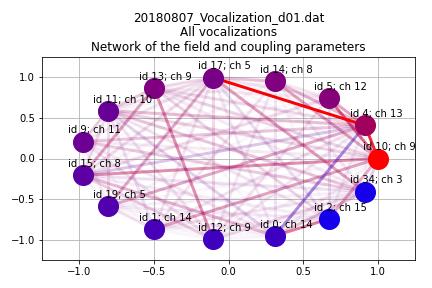 20180807_Vocalization_d01.dat
All vocalizations
Network of the field and coupling parameters
id 17; ch 5
id 14; ch 8
id 13; ch 9
id 5; ch 12
id 11; ch 10
id 4; ch 13
id 9; ch 11
id 10; ch 9
id 15; ch 8
id 34; ch 3
id 19; ch 5
id 2; ch 15
id 1; ch 14
id 12; ch 9
id 0; ch 14
1.0
0.5
0.0
−0.5
−1.0
−1.0 −0.5 0.0 0.5 1.0